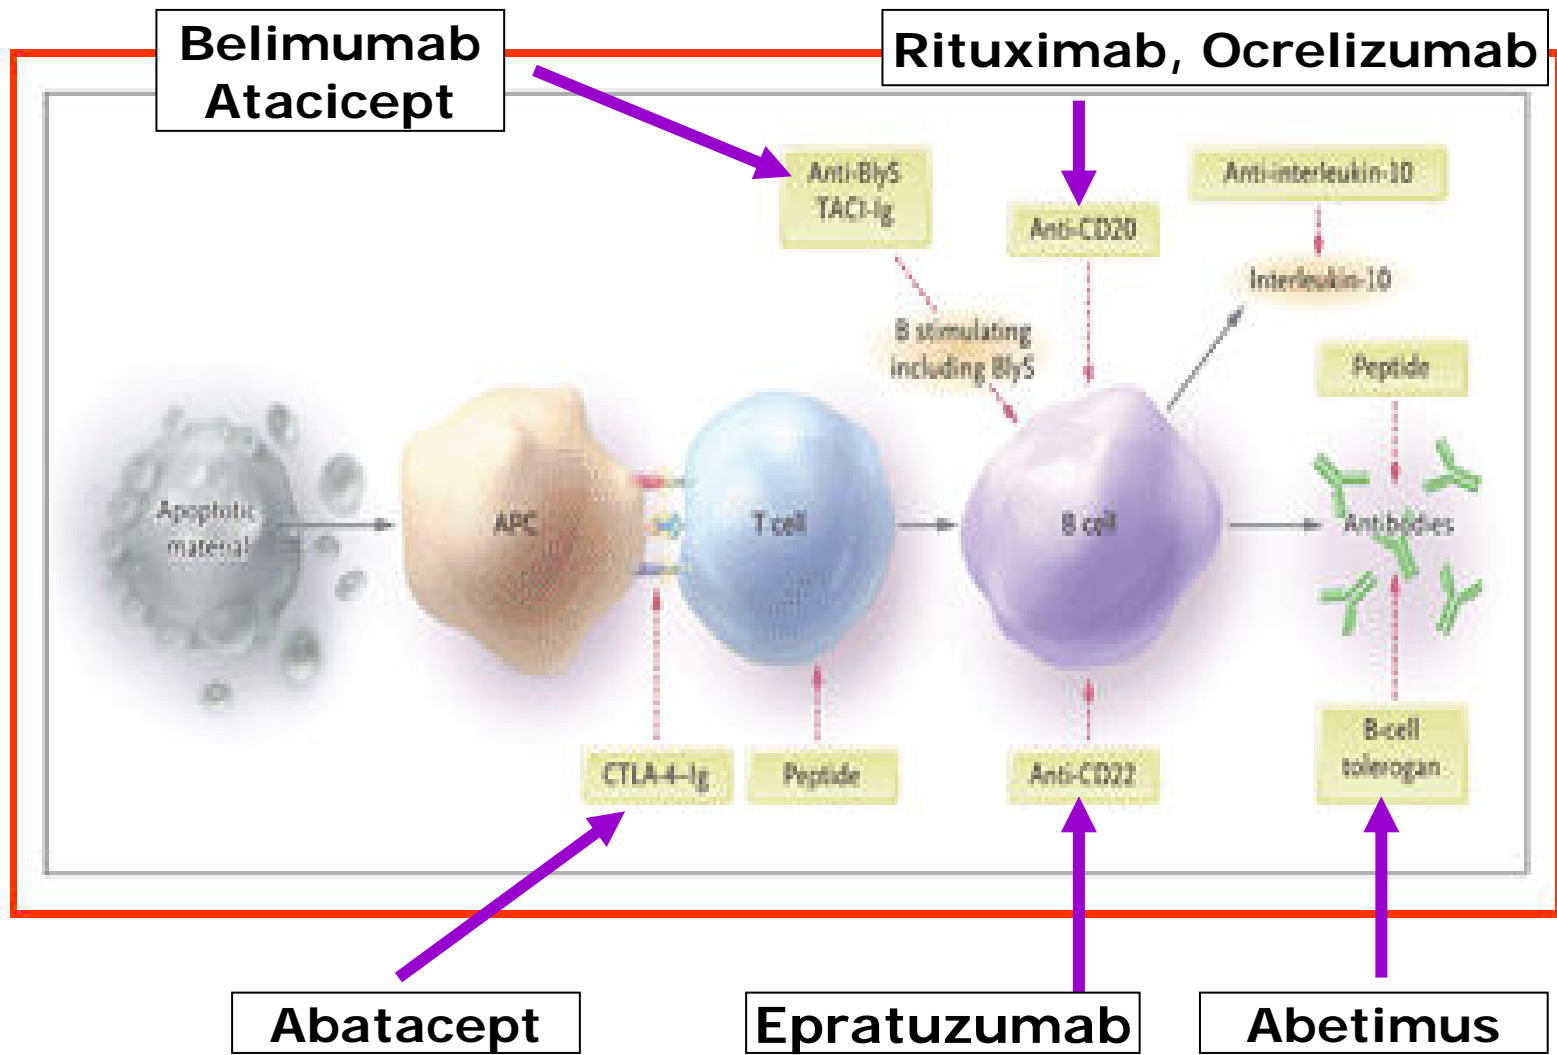 Belimumab
Atacicept
Rituximab, Ocrelizumab
Anti-BlyS
TACI-Ig
Anti-CD20
Anti-interleukin-10
Interleukin-10
B stimulating
including BlyS
Peptide
Apoptotic
material
APC
T cell
B cell
Antibodies
CTLA-4-Ig
Peptide
Anti-CD22
B-cell
tolerogan
Abatacept
Epratuzumab
Abetimus